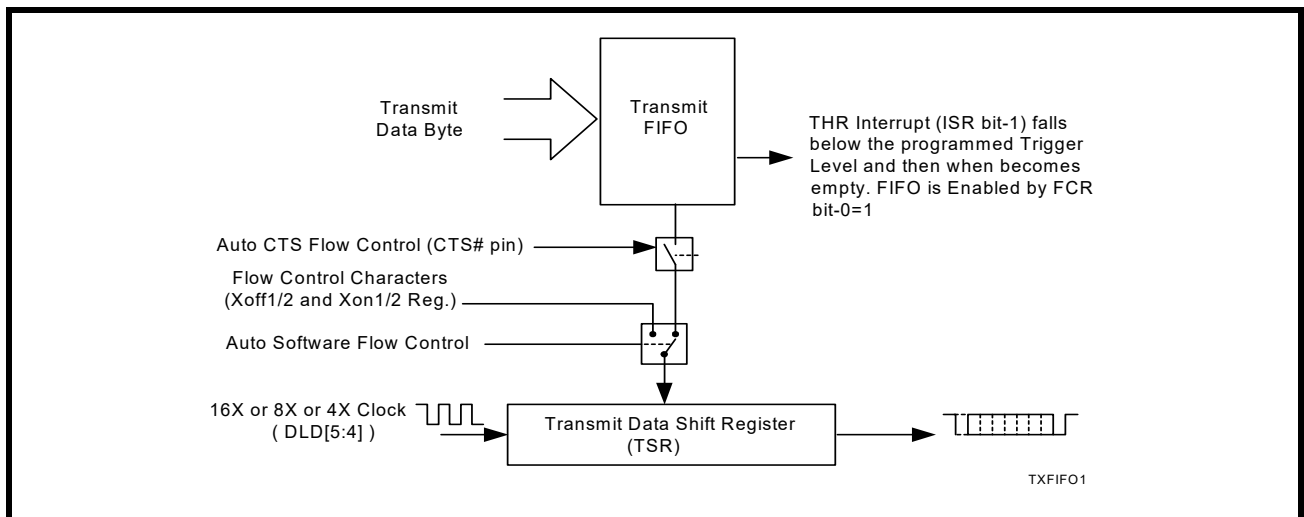 Transmit
Data Byte
Transmit
FIFO
THR Interrupt (ISR bit-1) falls
below the programmed Trigger
Level and then when becomes
empty. FIFO is Enabled by FCR
bit-0=1
Auto CTS Flow Control (CTS# pin)
Flow Control Characters
(Xoff1/2 and Xon1/2 Reg.)
Auto Software Flow Control
16X or 8X or 4X Clock
( DLD[5:4] )
Transmit Data Shift Register
(TSR)
TXFIFO1